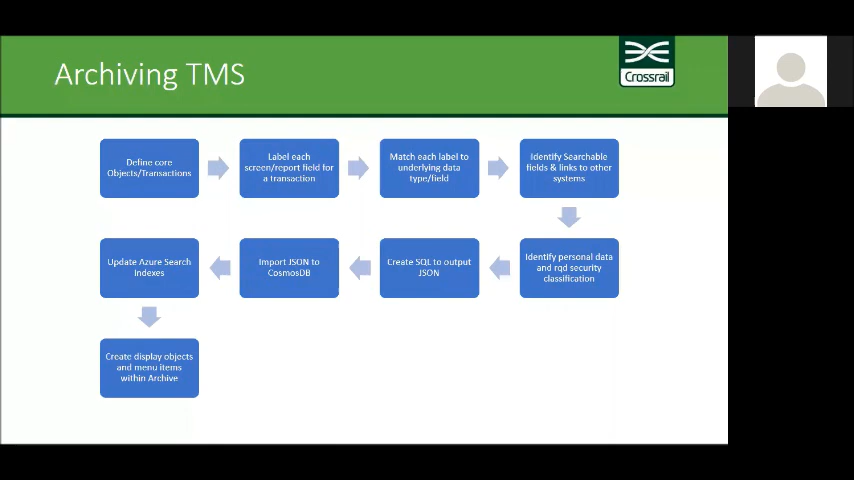 Archiving TMS
Crossrail
Define core
Objects/Transactions
Label each
screen/report field for
a transaction
Match each label to
underlying data
type/field
Identify Searchable
fields & links to other
systems
Identify personal data
and rqd security
classification
Create SQL to output
JSON
Import JSON to
CosmosDB
Update Azure Search
Indexes
Create display objects
and menu items
within Archive